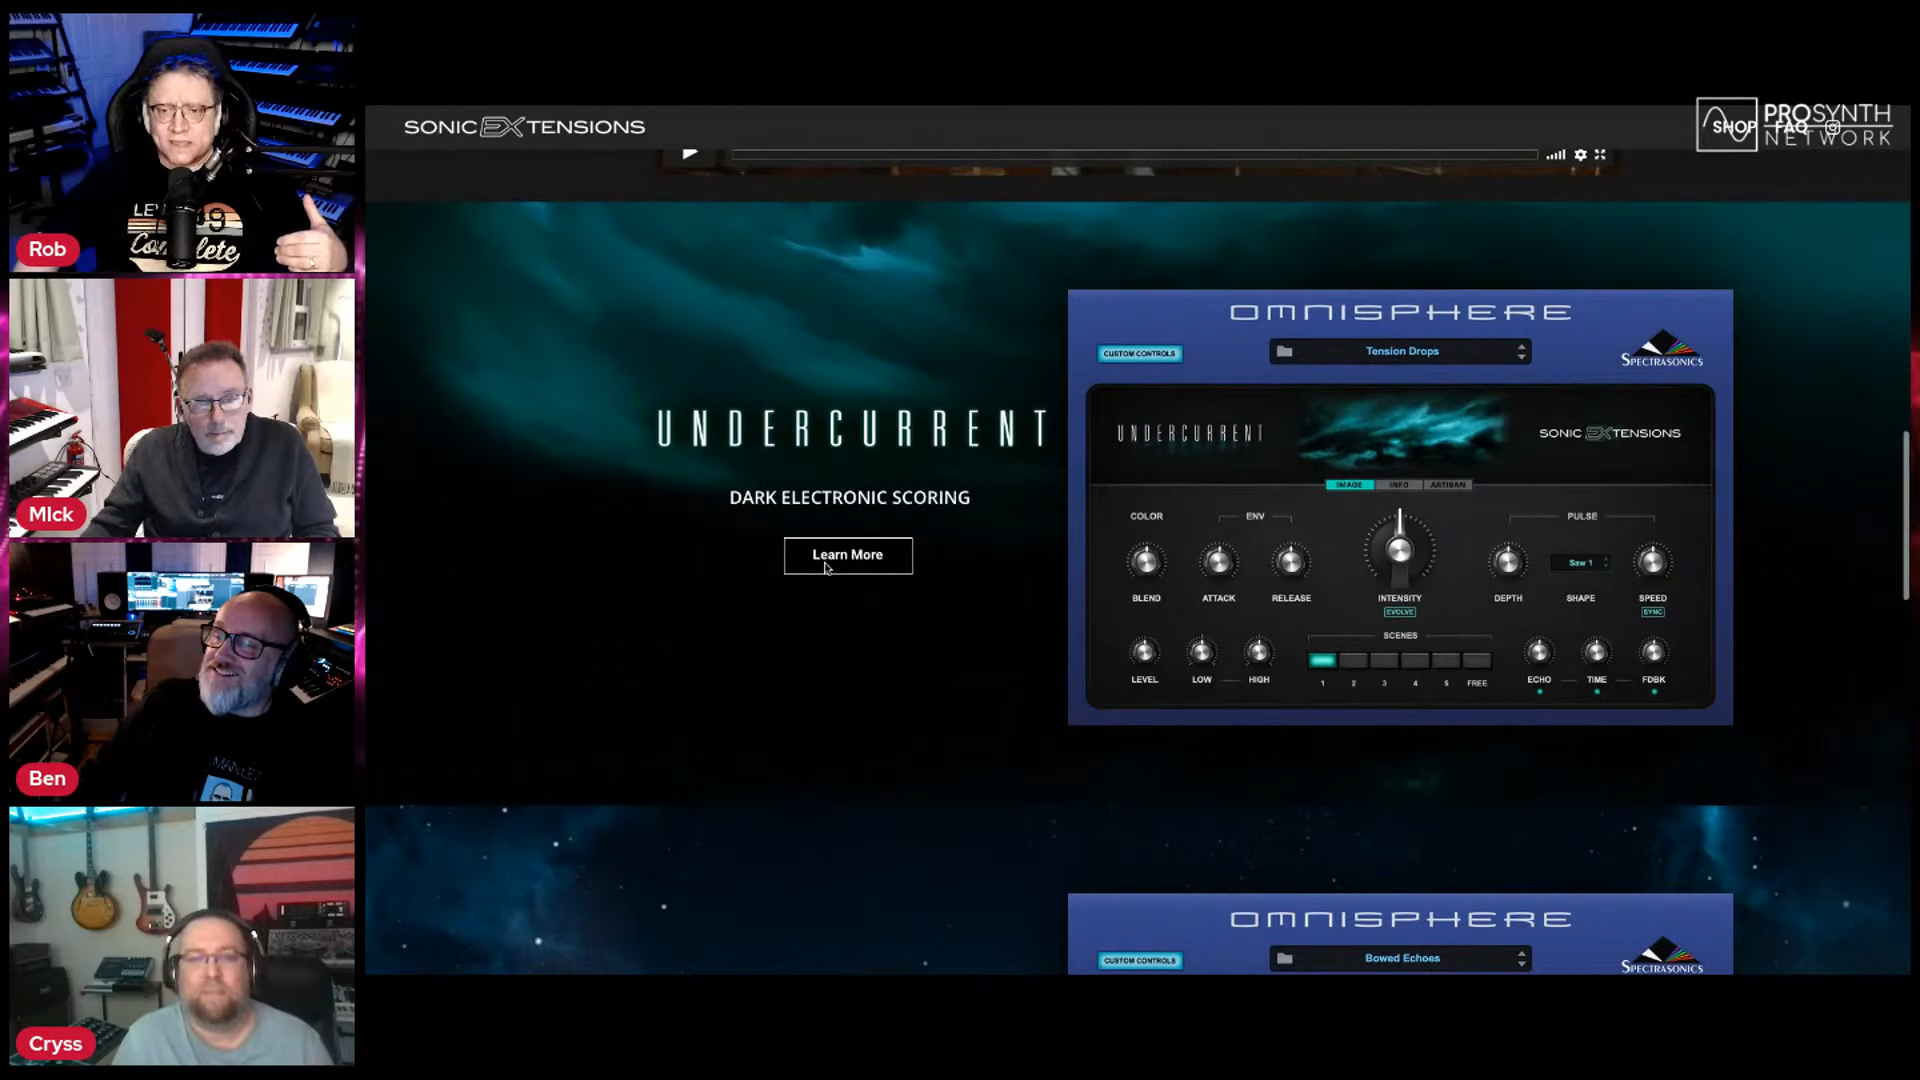 Rob
Mick
Ben
Cryss
SONIC EXTENSIONS
SHOP FAQ
PROSYNTH
NETWORK
UNDERCURRENT
DARK ELECTRONIC SCORING
Learn More
OMNISPHERE
CUSTOM CONTROLS
Tension Drops
SPECTRASONICS
UNDERCURRENT
SONIC EXTENSIONS
IMAGE INFO ARTISAN
COLOR ENV PULSE
Saw 1
BLEND ATTACK RELEASE INTENSITY DEPTH SHAPE SPEED
EVOLVE SYNC
SCENES
LEVEL LOW HIGH 1 2 3 4 5 FREE ECHO TIME FDBK
OMNISPHERE
CUSTOM CONTROLS
Bowed Echoes
SPECTRASONICS